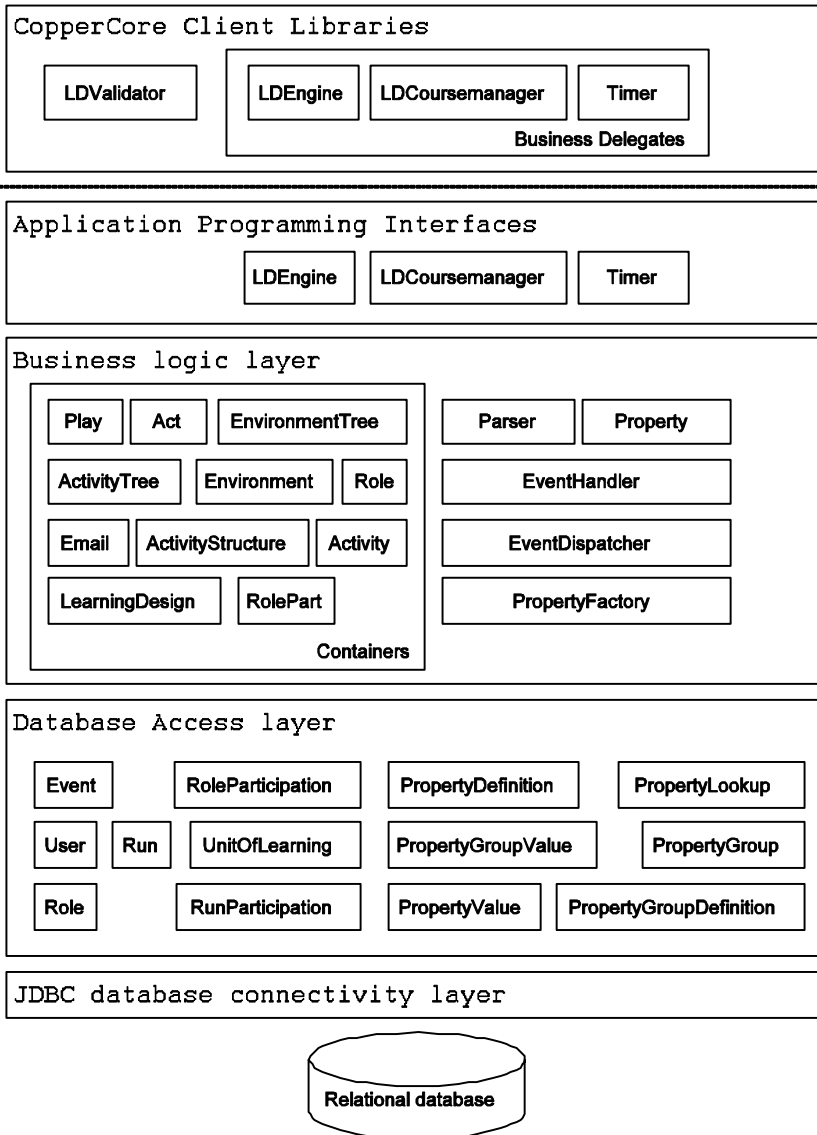 CopperCore Client Libraries
LDValidator
LDEngine
LDCoursemanager
Timer
Business Delegates
Application Programming Interfaces
LDEngine
LDCoursemanager
Timer
Business logic layer
Play
Act
EnvironmentTree
Parser
Property
ActivityTree
Environment
Role
EventHandler
Email
ActivityStructure
Activity
EventDispatcher
LearningDesign
RolePart
PropertyFactory
Containers
Database Access layer
Event
RoleParticipation
PropertyDefinition
PropertyLookup
User
Run
UnitOfLearning
PropertyGroupValue
PropertyGroup
Role
RunParticipation
PropertyValue
PropertyGroupDefinition
JDBC database connectivity layer
Relational database